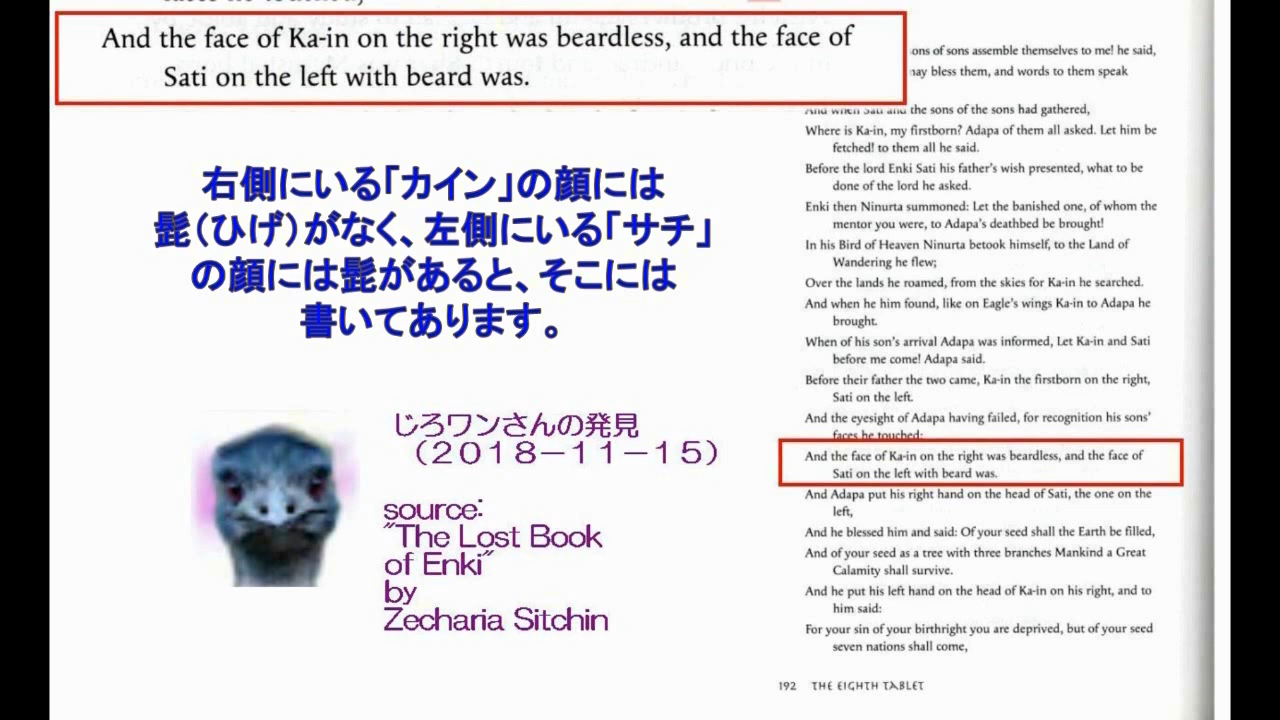 And the face of Ka-in on the right was beardless, and the face of
Sati on the left with beard was.
右側にいる「カイン」の顔には
髭（ひげ）がなく、左側にいる「サチ」
の顔には髭があると、そこには
書いてあります。
じろワンさんの発見
（２０１８－１１－１５）
source:
"The Lost Book
of Enki"
by
Zecharia Sitchin
ons of sons assemble themselves to me! he said,
may bless them, and words to them speak
And when Sati and the sons of the sons had gathered,
Where is Ka-in, my firstborn? Adapa of them all asked. Let him be
fetched! to them all he said.
Before the lord Enki Sati his father's wish presented, what to be
done of the lord he asked.
Enki then Ninurta summoned: Let the banished one, of whom the
mentor you were, to Adapa's deathbed be brought!
In his Bird of Heaven Ninurta betook himself, to the Land of
Wandering he flew;
Over the lands he roamed, from the skies for Ka-in he searched.
And when he him found, like on Eagle's wings Ka-in to Adapa he
brought.
When of his son's arrival Adapa was informed, Let Ka-in and Sati
before me come! Adapa said.
Before their father the two came, Ka-in the firstborn on the right,
Sati on the left.
And the eyesight of Adapa having failed, for recognition his sons'
faces he touched;
And the face of Ka-in on the right was beardless, and the face of
Sati on the left with beard was.
And Adapa put his right hand on the head of Sati, the one on the
left,
And he blessed him and said: Of your seed shall the Earth be filled,
And of your seed as a tree with three branches Mankind a Great
Calamity shall survive.
And he put his left hand on the head of Ka-in on his right, and to
him said:
For your sin of your birthright you are deprived, but of your seed
seven nations shall come,
192 THE EIGHTH TABLET